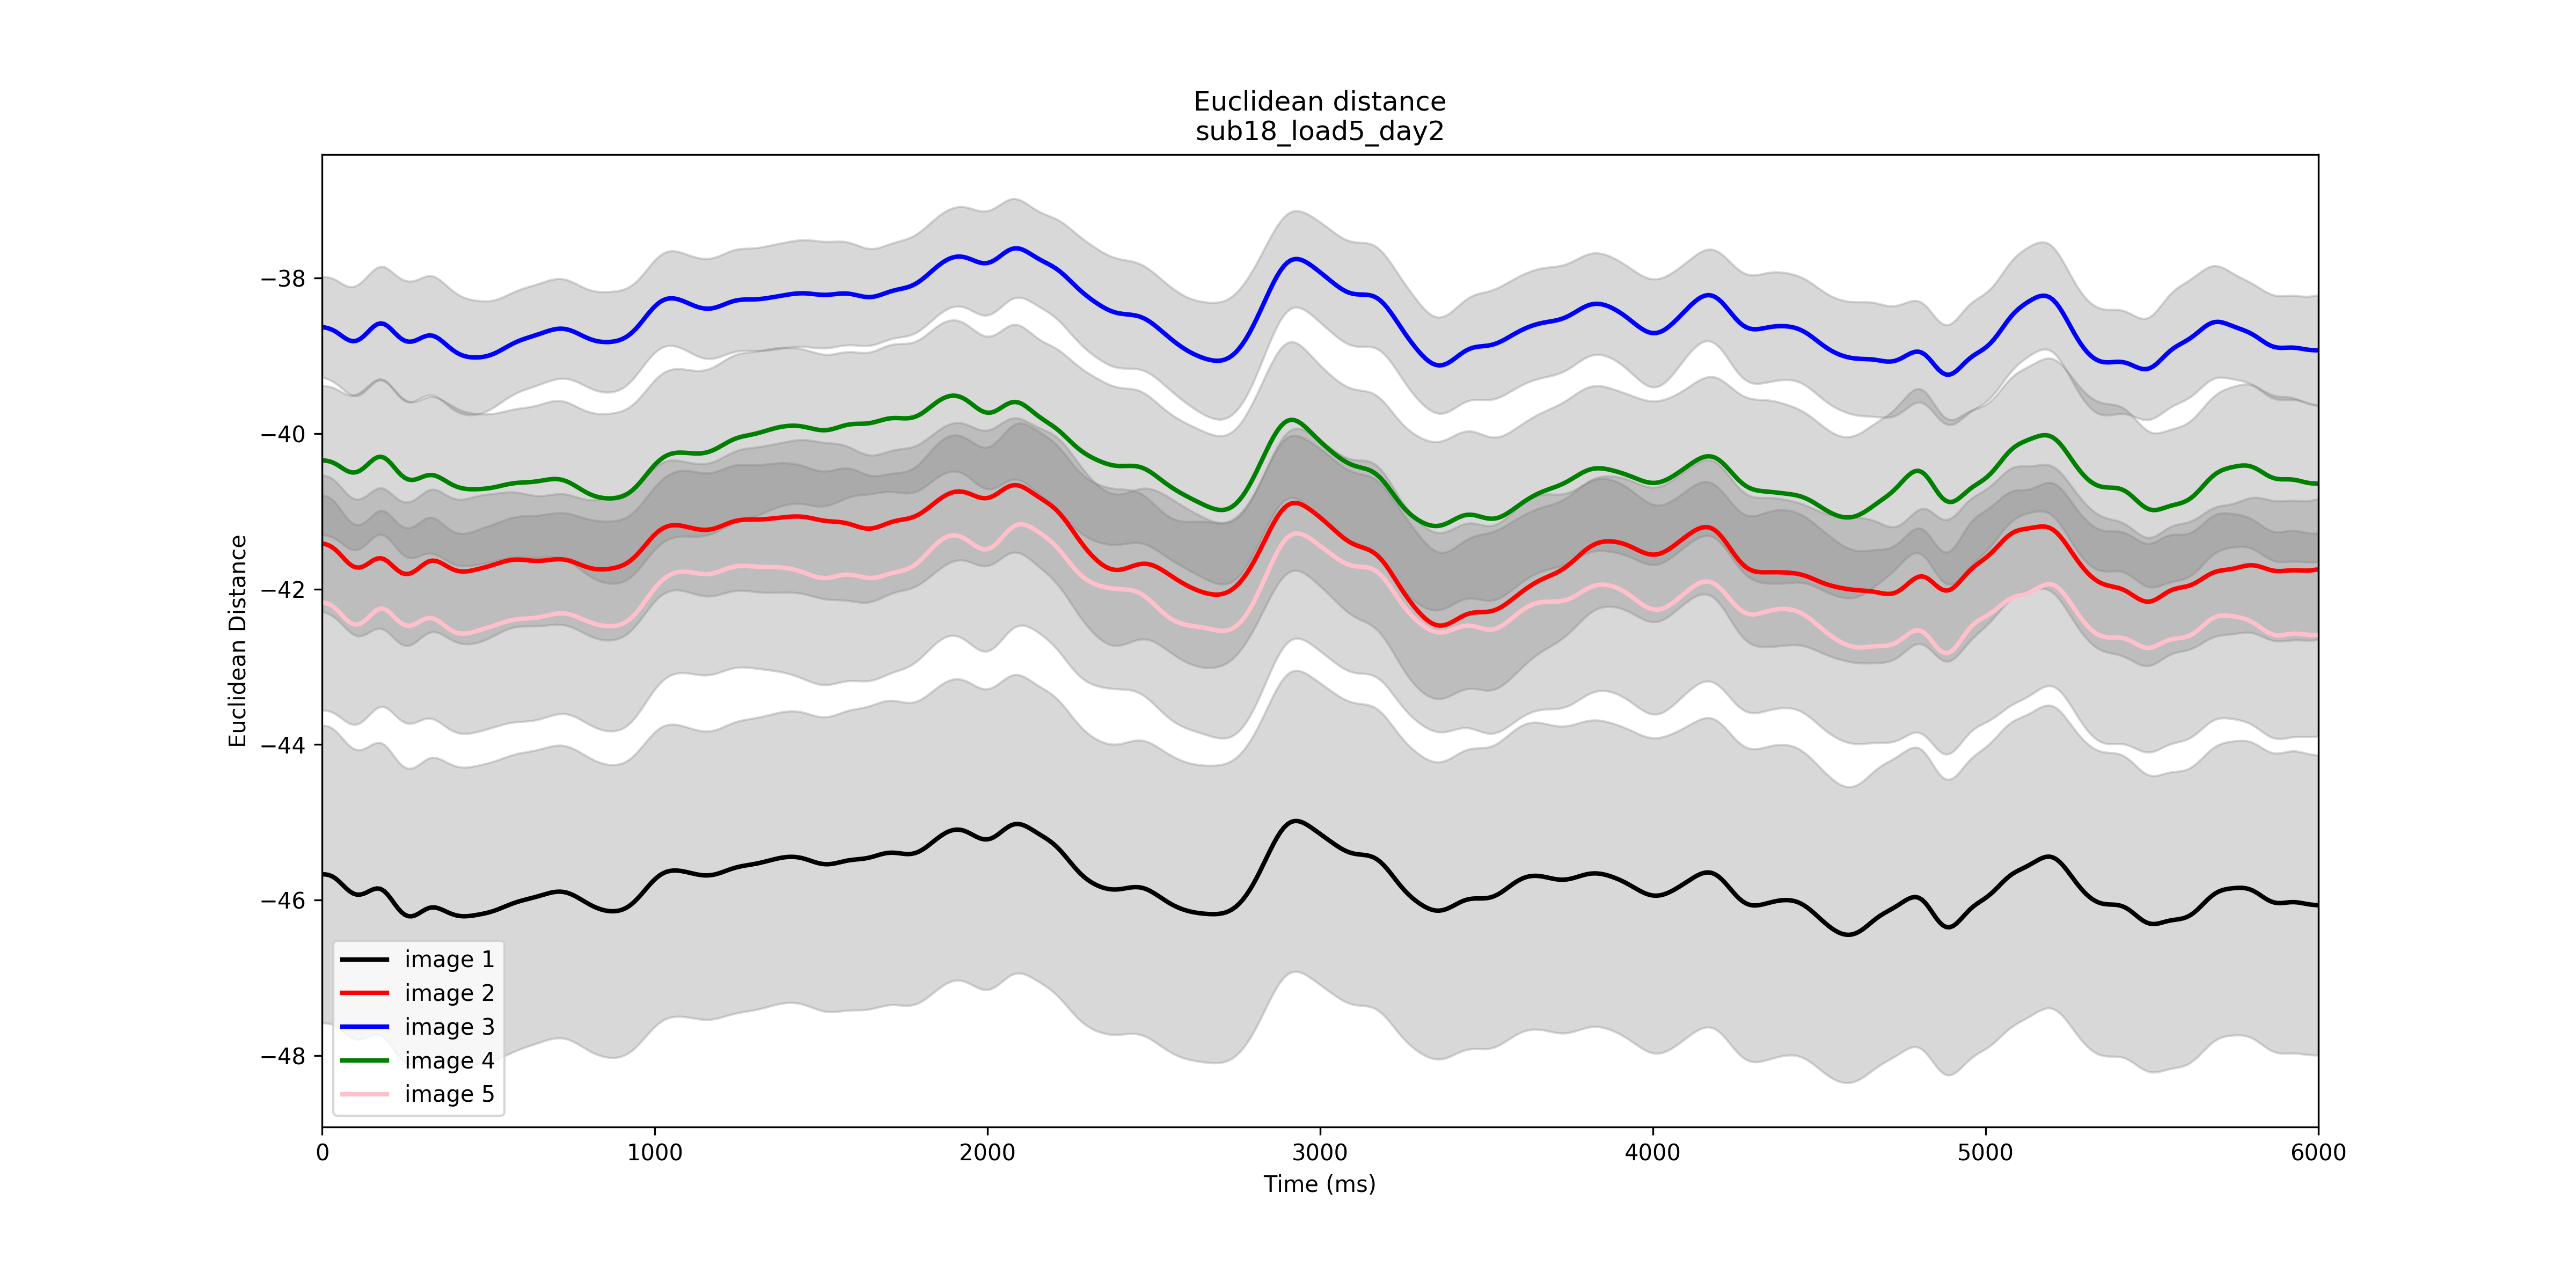 Euclidean distance
sub18_load5_day2
Euclidean Distance
−38
−40
−42
−44
−46
−48
image 1
image 2
image 3
image 4
image 5
0 1000 2000 3000 4000 5000 6000
Time (ms)